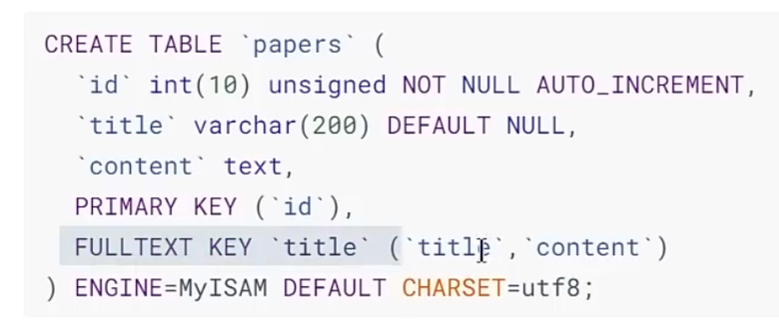 CREATE TABLE `papers` (
`id` int(10) unsigned NOT NULL AUTO_INCREMENT,
`title` varchar(200) DEFAULT NULL,
`content` text,
PRIMARY KEY (`id`),
FULLTEXT KEY `title` (`title`,`content`)
) ENGINE=MyISAM DEFAULT CHARSET=utf8;